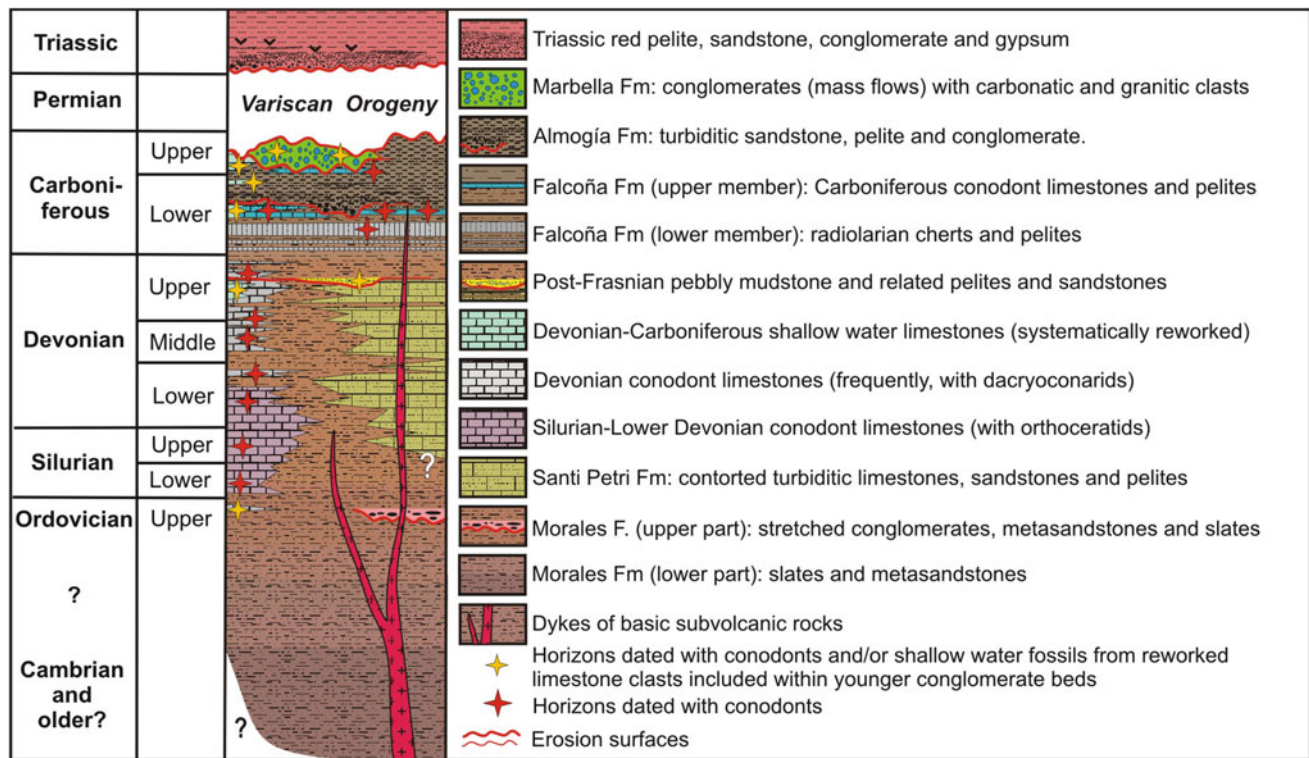 Triassic
Permian
Carboni-
ferous
Upper
Lower
Devonian
Upper
Middle
Lower
Silurian
Upper
Lower
Ordovician
Upper
?
Cambrian
and
older?
Variscan Orogeny
?
?
Triassic red pelite, sandstone, conglomerate and gypsum
Marbella Fm: conglomerates (mass flows) with carbonatic and granitic clasts
Almogía Fm: turbiditic sandstone, pelite and conglomerate.
Falcoña Fm (upper member): Carboniferous conodont limestones and pelites
Falcoña Fm (lower member): radiolarian cherts and pelites
Post-Frasnian pebbly mudstone and related pelites and sandstones
Devonian-Carboniferous shallow water limestones (systematically reworked)
Devonian conodont limestones (frequently, with dacryoconarids)
Silurian-Lower Devonian conodont limestones (with orthoceratids)
Santi Petri Fm: contorted turbiditic limestones, sandstones and pelites
Morales F. (upper part): stretched conglomerates, metasandstones and slates
Morales Fm (lower part): slates and metasandstones
Dykes of basic subvolcanic rocks
Horizons dated with conodonts and/or shallow water fossils from reworked
limestone clasts included within younger conglomerate beds
Horizons dated with conodonts
Erosion surfaces